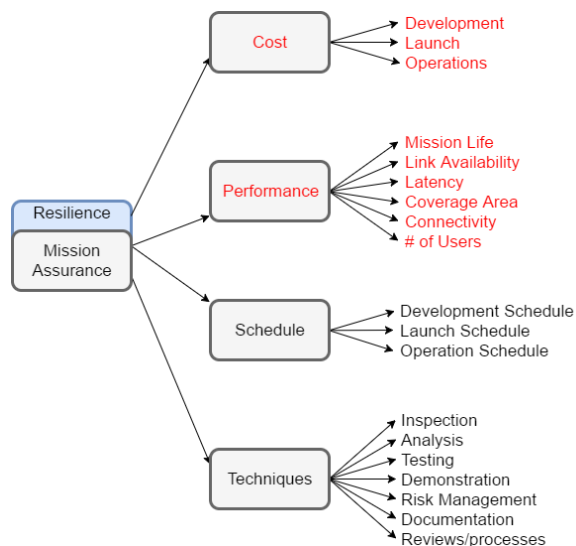 Cost
Development
Launch
Operations
Performance
Mission Life
Link Availability
Latency
Coverage Area
Connectivity
# of Users
Resilience
Mission
Assurance
Schedule
Development Schedule
Launch Schedule
Operation Schedule
Techniques
Inspection
Analysis
Testing
Demonstration
Risk Management
Documentation
Reviews/processes